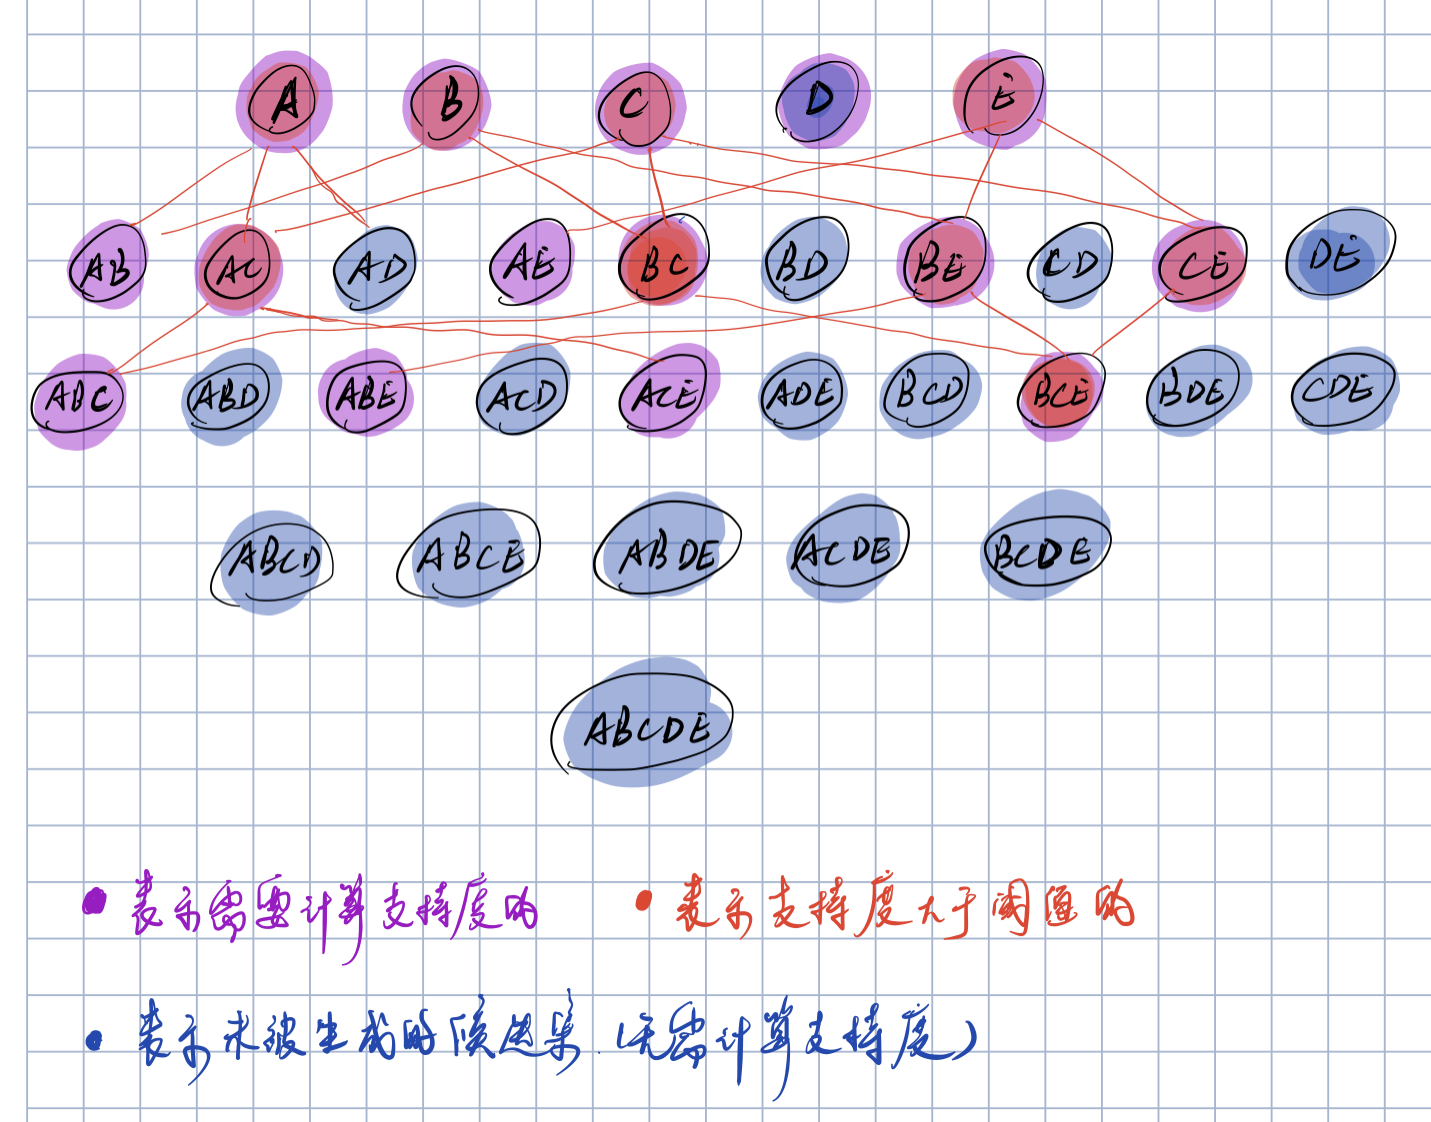 A B C D E
AB AC AD AE BC BD BE CD CE DE
ABC ABD ABE ACD ACE ADE BCD BCE BDE CDE
ABCD ABCE ABDE ACDE BCDE
ABCDE
表示需要计算支持度的 表示支持度大于阈值的
表示未被生成的候选集.(无需计算支持度)